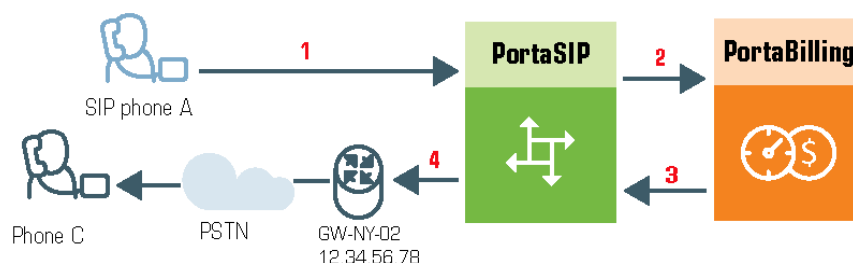 1
PortaSIP
2
PortaBilling
SIP phone A
4
3
$
Phone C
PSTN
GW-NY-02
12.34.56.78